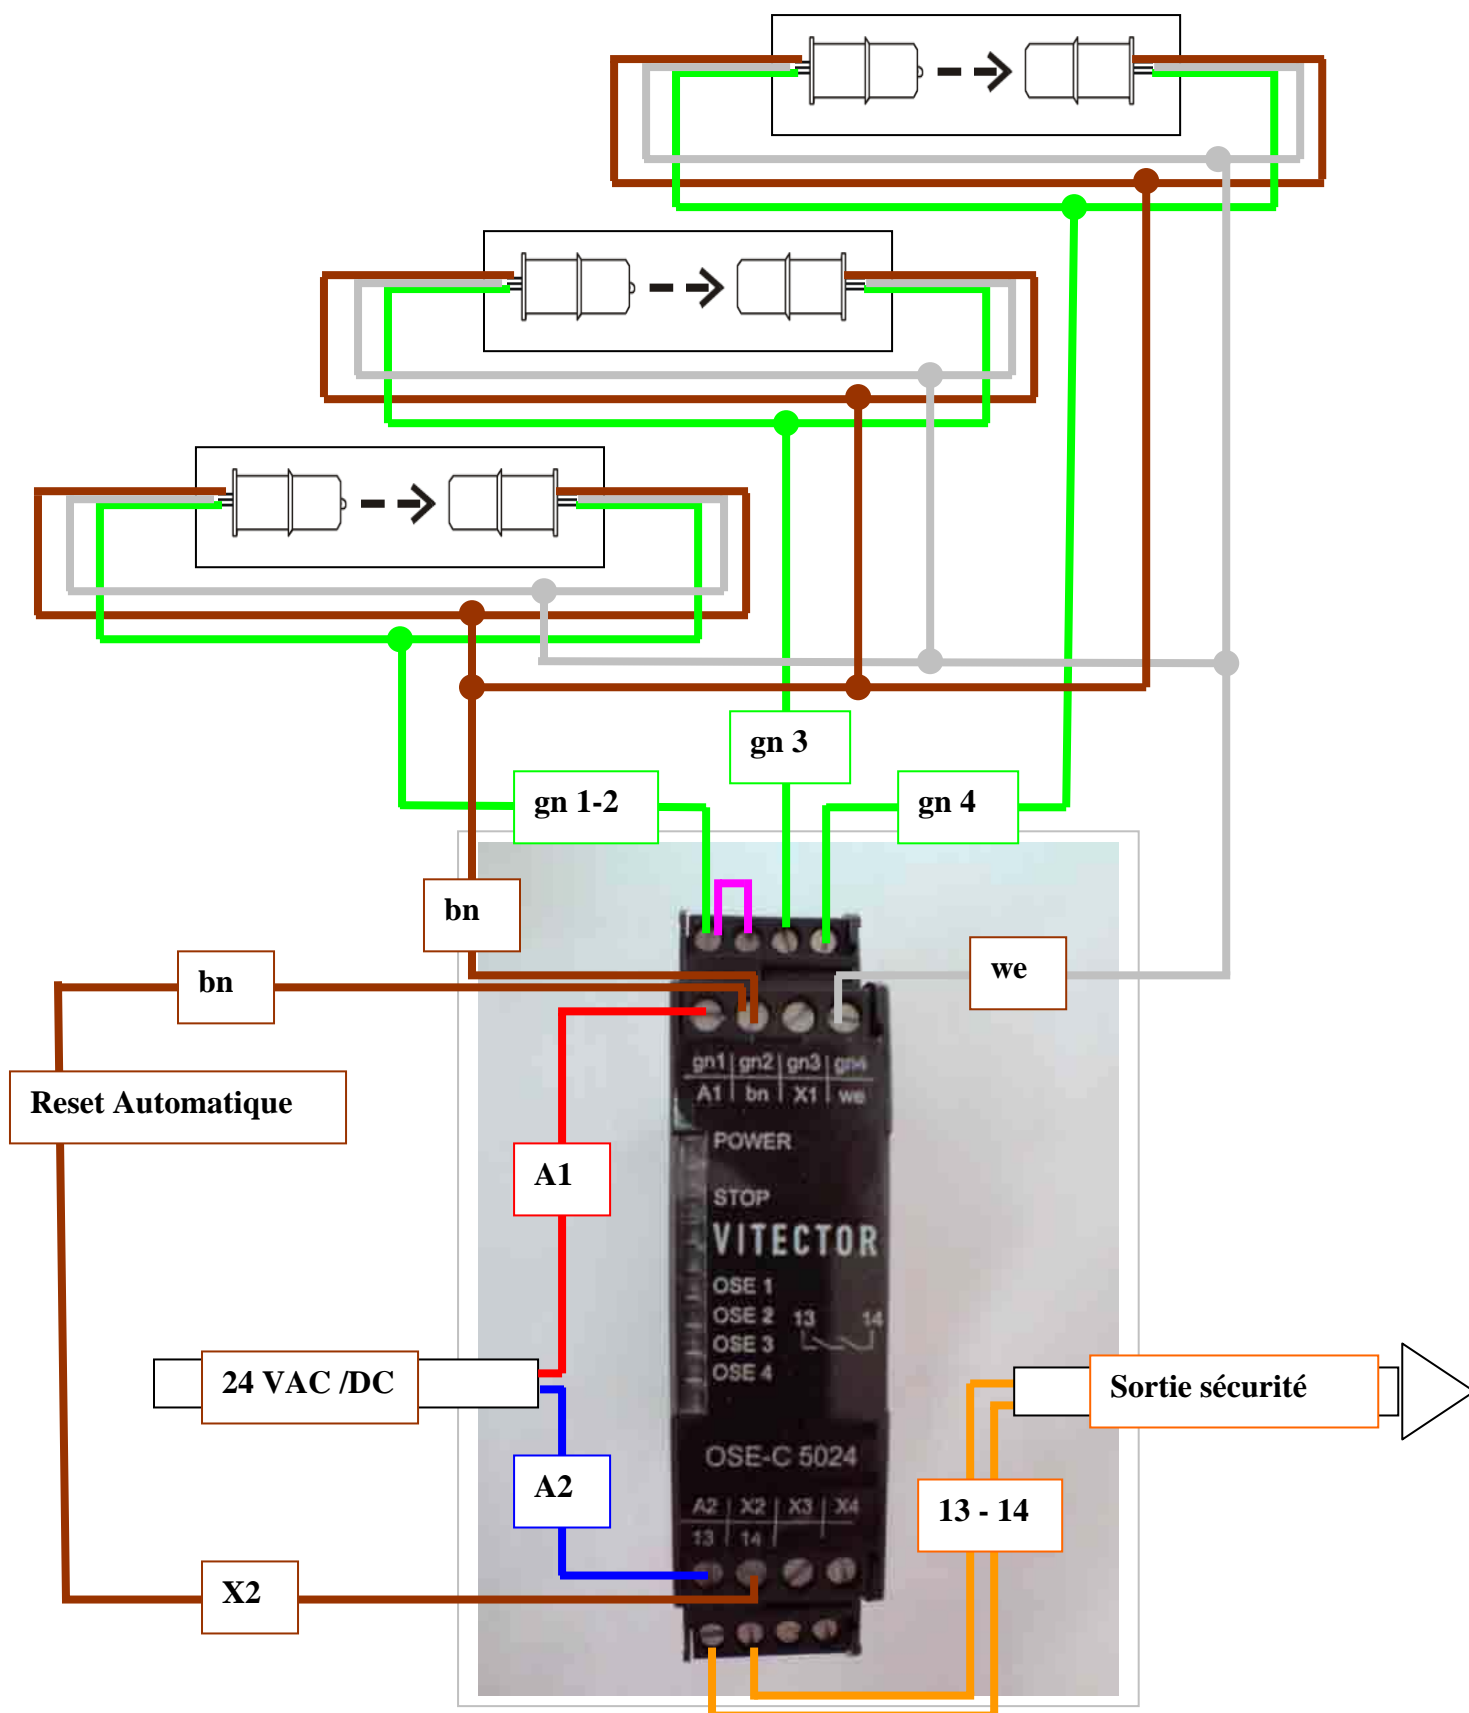 gn 3
gn 1-2
gn 4
bn
bn
we
Reset Automatique
gn1 gn2 gn3 gn4
A1 bn X1 we
POWER
A1
STOP
VITECTOR
OSE 1
OSE 2 13 14
OSE 3
OSE 4
24 VAC /DC
Sortie sécurité
OSE-C 5024
A2
13 - 14
A2 X2 X3 X4
13 14
X2